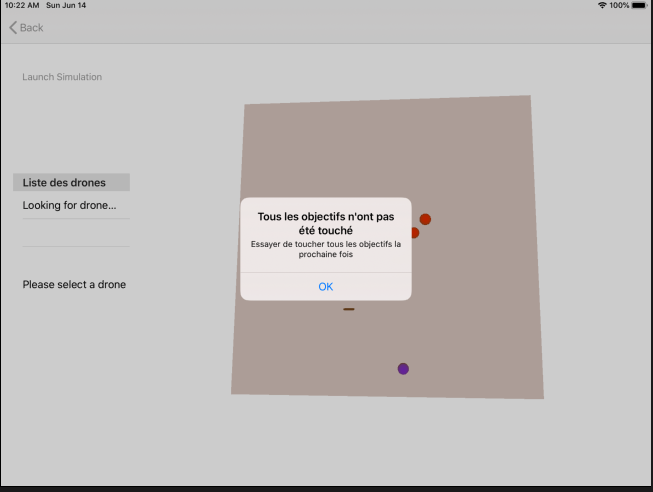 10:22 AM Sun Jun 14
100%
Back
Launch Simulation
Liste des drones
Looking for drone...
Please select a drone
Tous les objectifs n'ont pas
été touché
Essayer de toucher tous les objectifs la
prochaine fois
OK